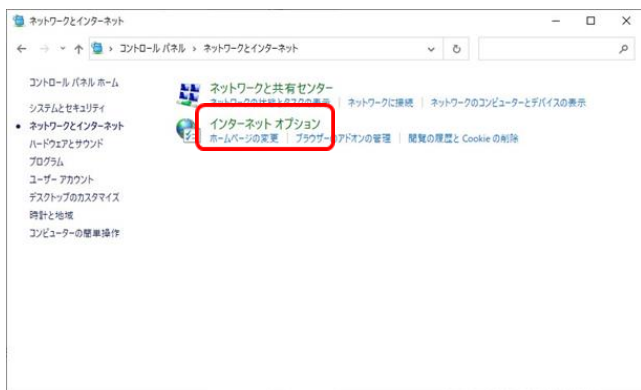 ネットワークとインターネット
コントロール パネル › ネットワークとインターネット
コントロール パネル ホーム
システムとセキュリティ
ネットワークとインターネット
ハードウェアとサウンド
プログラム
ユーザー アカウント
デスクトップのカスタマイズ
時計と地域
コンピューターの簡単操作
ネットワークと共有センター
ネットワークの状態とタスクの表示 ネットワークに接続 ネットワークのコンピューターとデバイスの表示
インターネット オプション
ホームページの変更 ブラウザーのアドオンの管理 閲覧の履歴と Cookie の削除